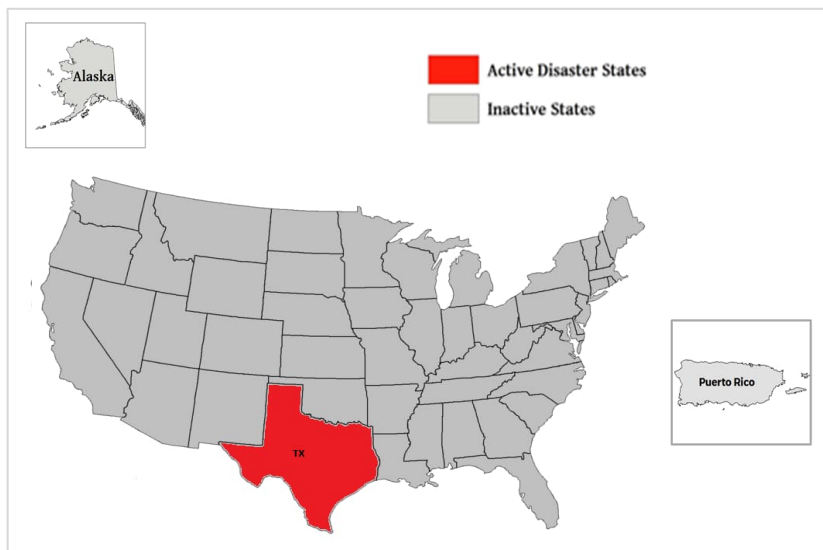 Alaska
Active Disaster States
Inactive States
Puerto Rico
TX